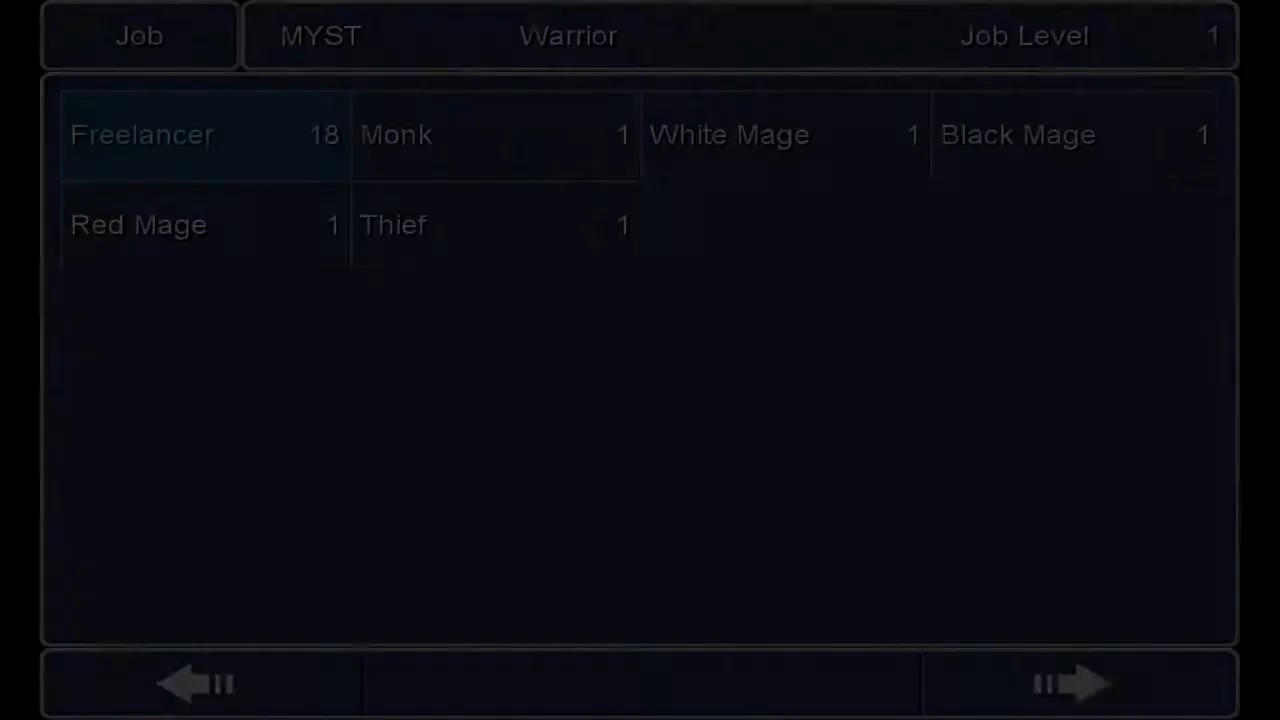 Job MYST Warrior Job Level 1
Freelancer 18 Monk 1 White Mage 1 Black Mage 1
Red Mage 1 Thief 1